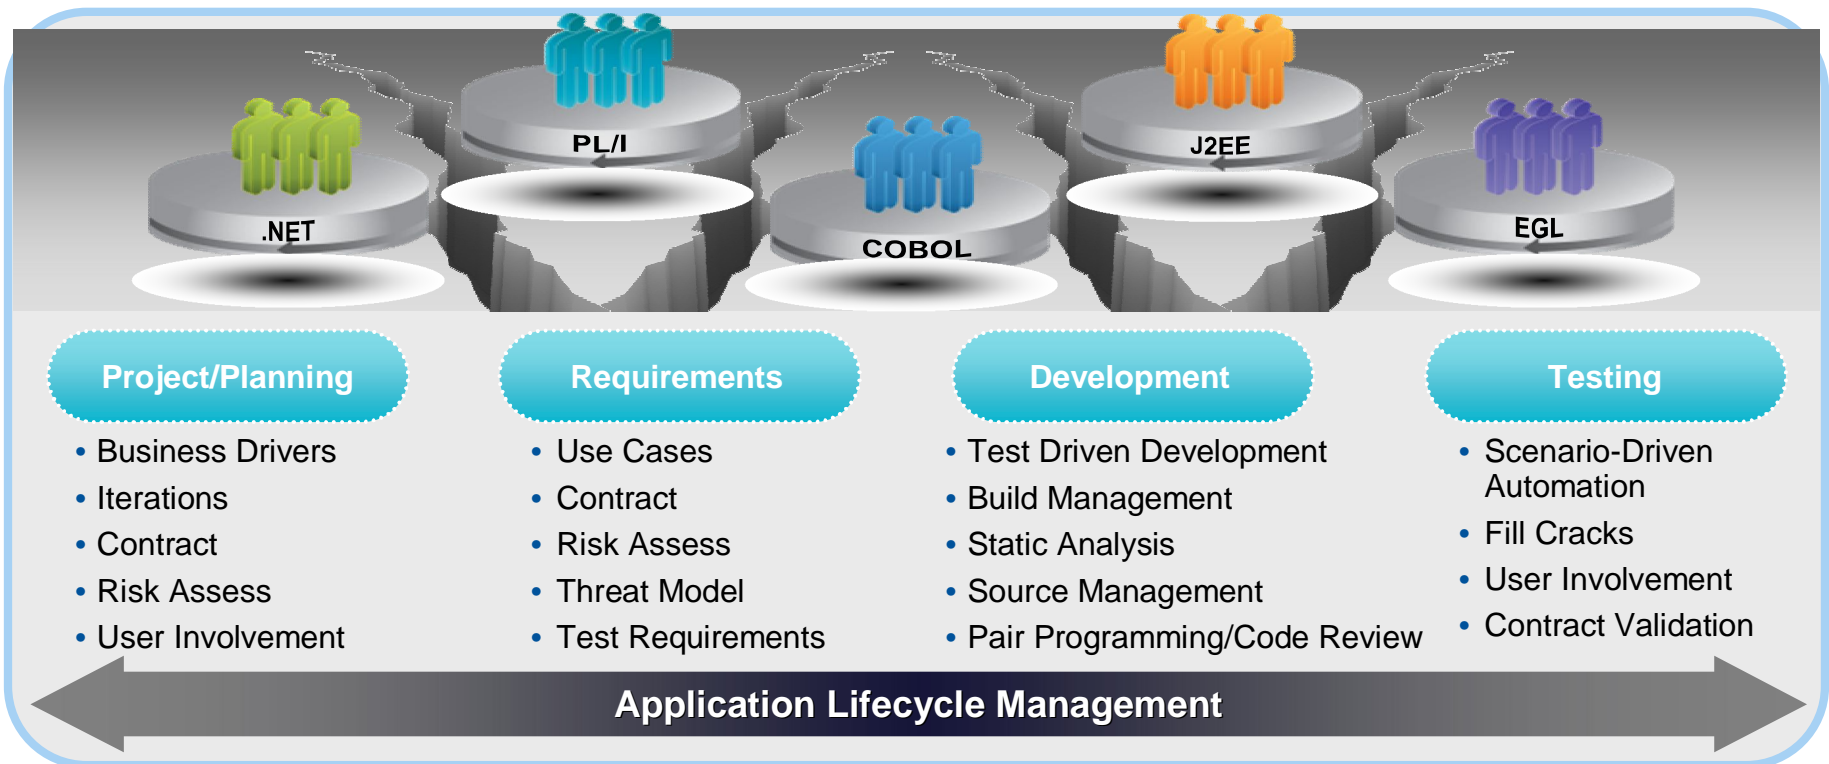 .NET
PL/I
COBOL
J2EE
EGL
Project/Planning
• Business Drivers
• Iterations
• Contract
• Risk Assess
• User Involvement
Requirements
• Use Cases
• Contract
• Risk Assess
• Threat Model
• Test Requirements
Development
• Test Driven Development
• Build Management
• Static Analysis
• Source Management
• Pair Programming/Code Review
Testing
• Scenario-Driven
Automation
• Fill Cracks
• User Involvement
• Contract Validation
Application Lifecycle Management